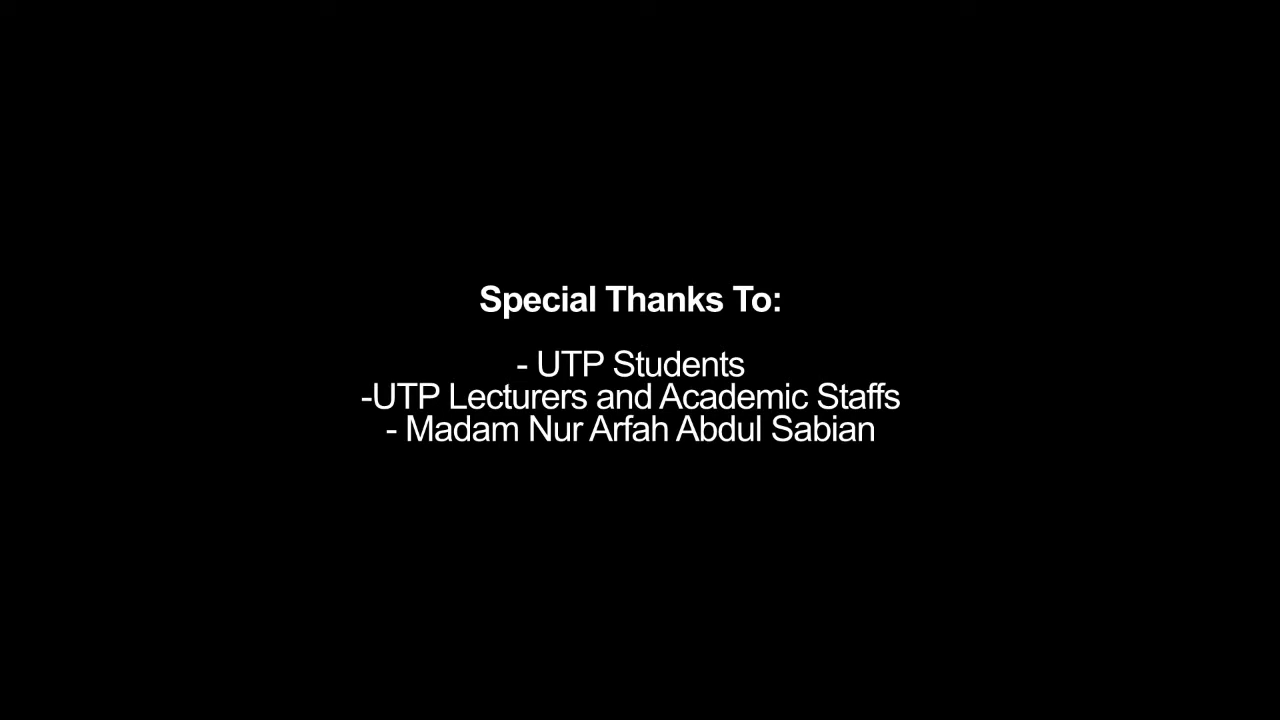 Special Thanks To:
- UTP Students
-UTP Lecturers and Academic Staffs
- Madam Nur Arfah Abdul Sabian